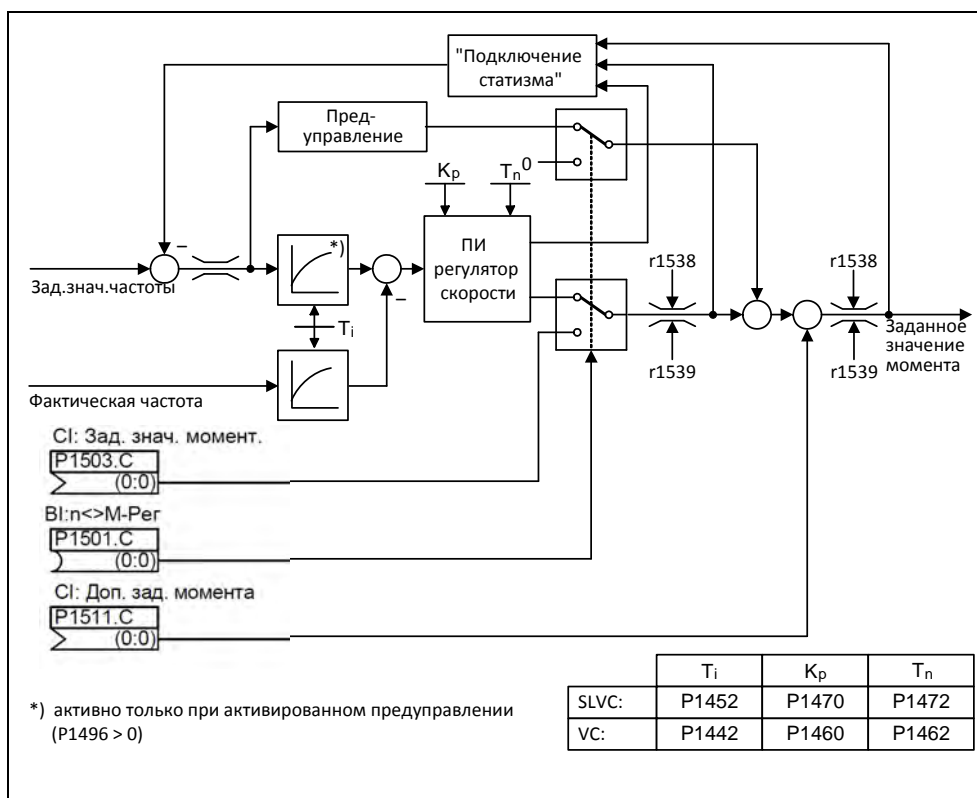 "Подключение
статизма"
Пред-
управление
Kp
Tn
0
*)
ПИ
регулятор
скорости
–
Зад.знач.частоты
–
r1538
r1538
Ti
Заданное
значение
момента
r1539
r1539
Фактическая частота
CI: Зад. знач. момент.
P1503.C
(0:0)
BI:n<>М-Рег
P1501.C
(0:0)
CI: Доп. зад. момента
P1511.C
(0:0)
Ti Kp Tn
SLVC: P1452 P1470 P1472
VC: P1442 P1460 P1462
*) активно только при активированном предуправлении
(P1496 > 0)